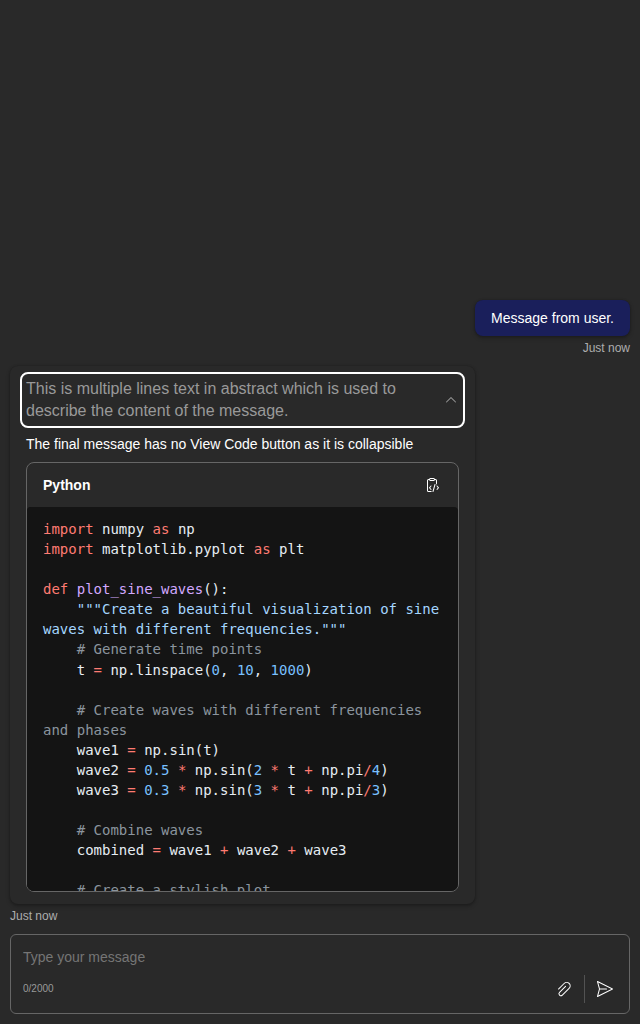 Message from user.
Just now
This is multiple lines text in abstract which is used to
describe the content of the message.
The final message has no View Code button as it is collapsible
Python
import numpy as np
import matplotlib.pyplot as plt
def plot_sine_waves():
    """Create a beautiful visualization of sine
waves with different frequencies."""
    # Generate time points
    t = np.linspace(0, 10, 1000)
    # Create waves with different frequencies
and phases
    wave1 = np.sin(t)
    wave2 = 0.5 * np.sin(2 * t + np.pi/4)
    wave3 = 0.3 * np.sin(3 * t + np.pi/3)
    # Combine waves
    combined = wave1 + wave2 + wave3
    # Create a stylish plot
Just now
Type your message
0/2000